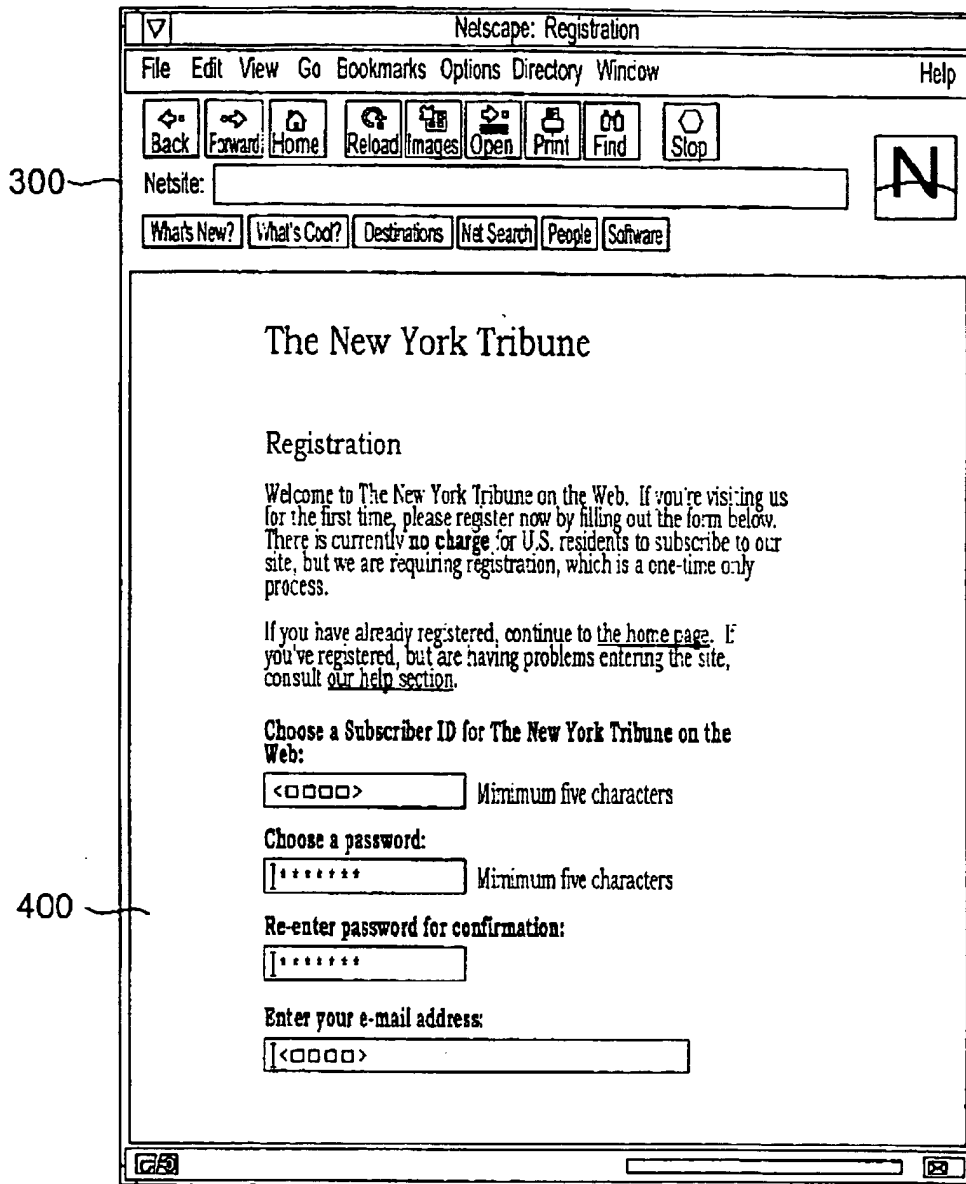 Netscape: Registration
File Edit View Go Bookmarks Options Directory Window Help
Back Forward Home Reload Images Open Print Find Stop
N
300
Netsite:
What's New? What's Cool? Destinations Net Search People Software
The New York Tribune
Registration
Welcome to The New York Tribune on the Web. If you're visiting us
for the first time, please register now by filling out the form below.
There is currently no charge for U.S. residents to subscribe to our
site, but we are requiring registration, which is a one-time only
process.
If you have already registered, continue to the home page. If
you've registered, but are having problems entering the site,
consult our help section.
Choose a Subscriber ID for The New York Tribune on the
Web:
<□□□□> Minimum five characters
Choose a password:
******* Minimum five characters
400
Re-enter password for confirmation:
*******
Enter your e-mail address:
<□□□□>